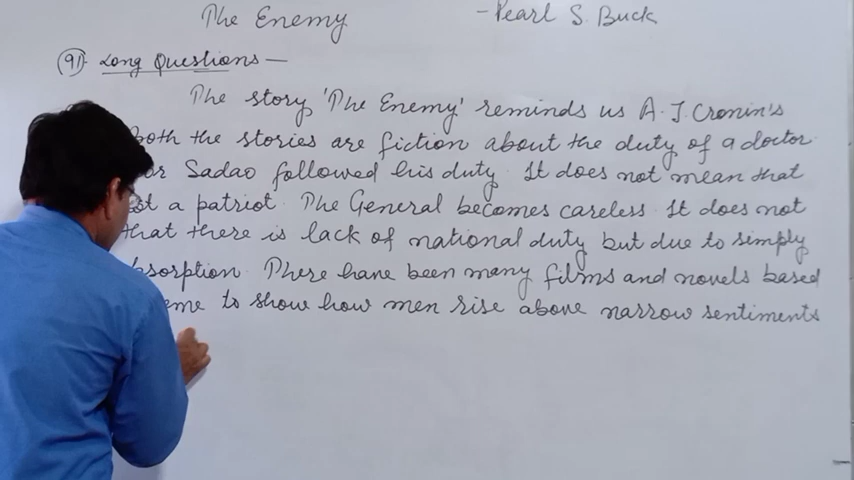 The Enemy - Pearl S. Buck
(91). Long Questions -
The story 'The Enemy' reminds us A. J. Cronin's
both the stories are fiction about the duty of a doctor
Sadao followed his duty. It does not mean that
a patriot. The General becomes careless. It does not
that there is lack of national duty but due to simply
absorption. There have been many films and novels based
to show how men rise above narrow sentiments